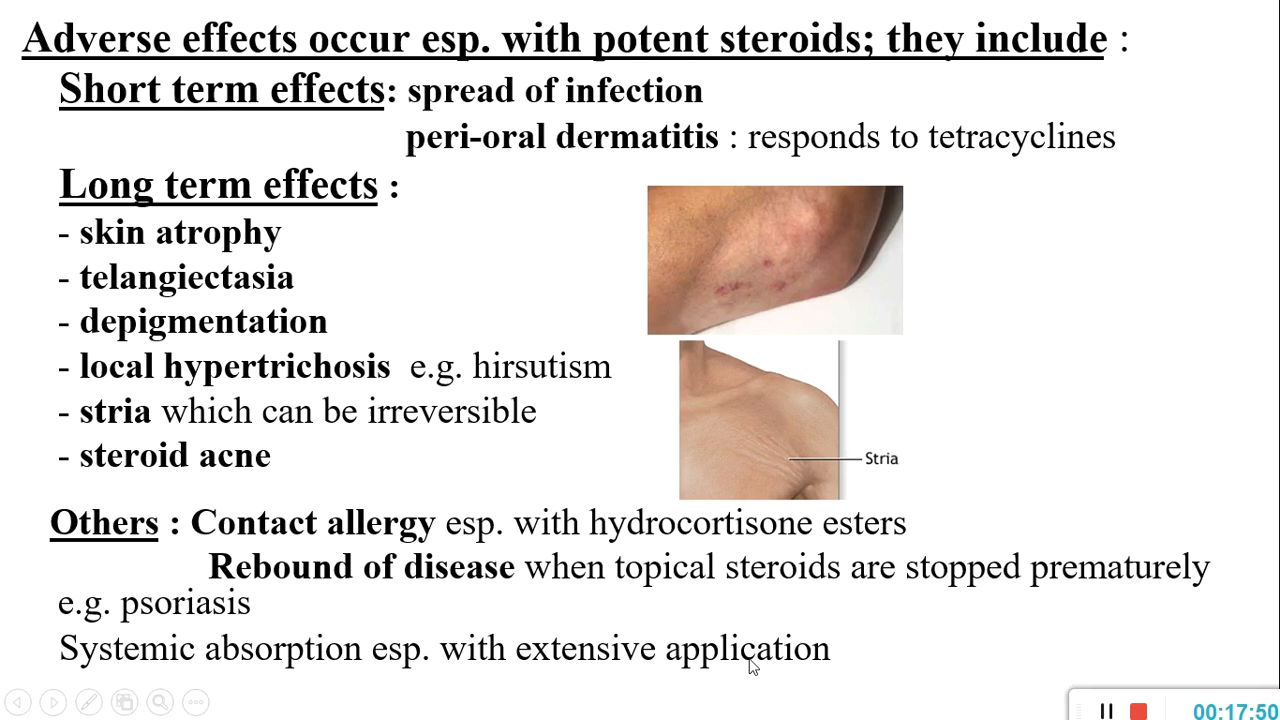 Adverse effects occur esp. with potent steroids; they include :
Short term effects: spread of infection
peri-oral dermatitis : responds to tetracyclines
Long term effects :
- skin atrophy
- telangiectasia
- depigmentation
- local hypertrichosis e.g. hirsutism
- stria which can be irreversible
- steroid acne
Stria
Others : Contact allergy esp. with hydrocortisone esters
Rebound of disease when topical steroids are stopped prematurely
e.g. psoriasis
Systemic absorption esp. with extensive application
00:17:50